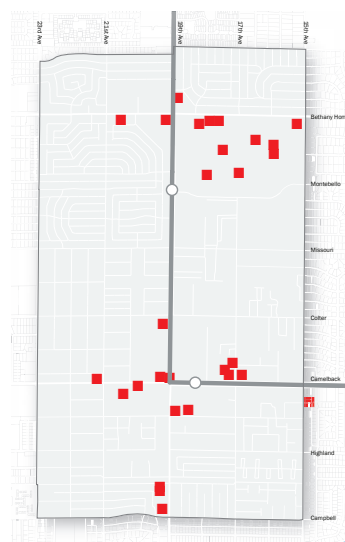 23rd Ave
21st Ave
19th Ave
17th Ave
15th Ave
Bethany Hom
Montebello
Missouri
Colter
Camelback
Highland
Campbell